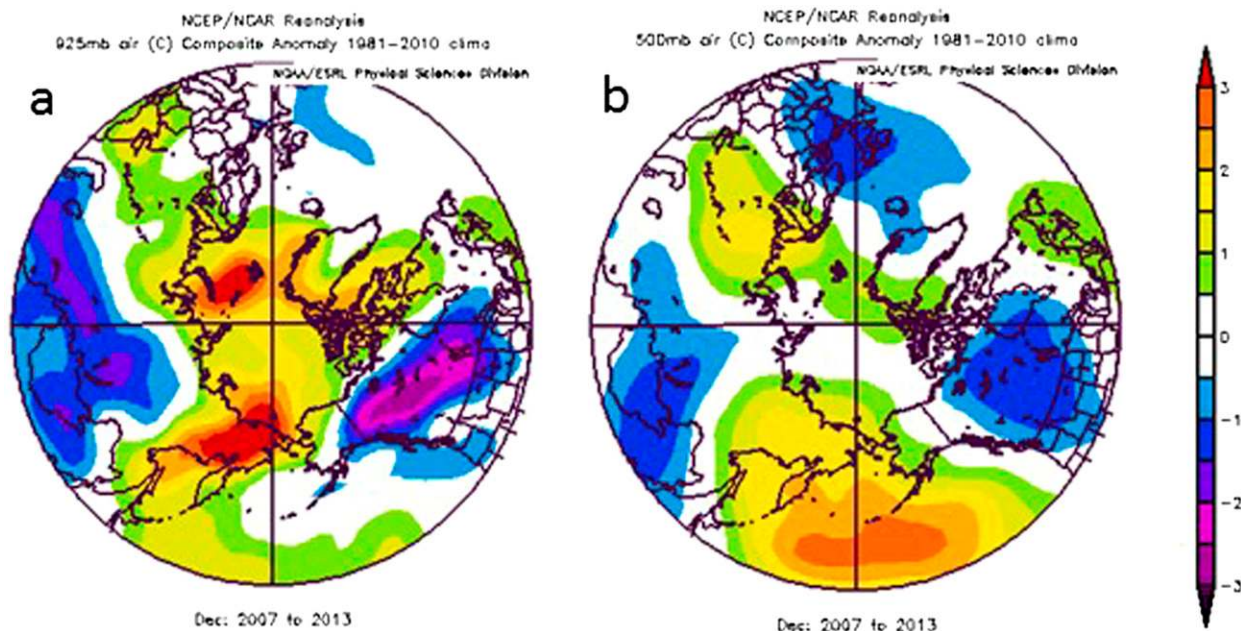 NCEP/NCAR Reanalysis
925mb air (C) Composite Anomaly 1981-2010 clima
NOAA/ESRL Physical Sciences Division
a
Dec: 2007 to 2013
NCEP/NCAR Reanalysis
500mb air (C) Composite Anomaly 1981-2010 clima
NOAA/ESRL Physical Sciences Division
b
Dec: 2007 to 2013
3
2
1
0
-1
-2
-3